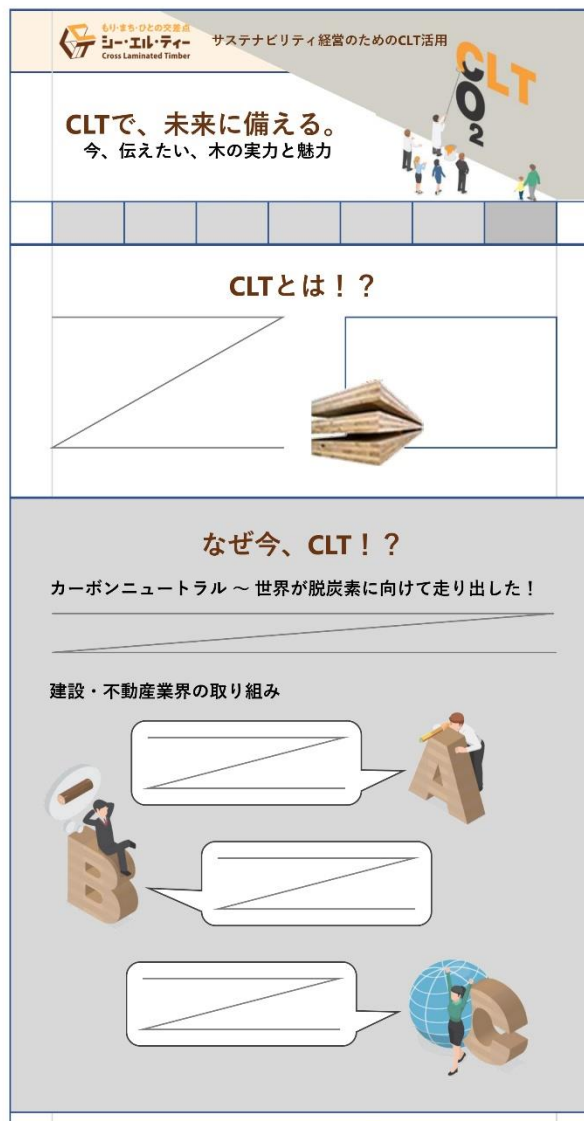 もり・まち・ひとの交差点
シー・エル・ティー
Cross Laminated Timber
サステナビリティ経営のためのCLT活用
CLT
CO2
CLTで、未来に備える。
今、伝えたい、木の実力と魅力
CLTとは！？
なぜ今、CLT！？
カーボンニュートラル ～ 世界が脱炭素に向けて走り出した！
建設・不動産業界の取り組み
A
B
C